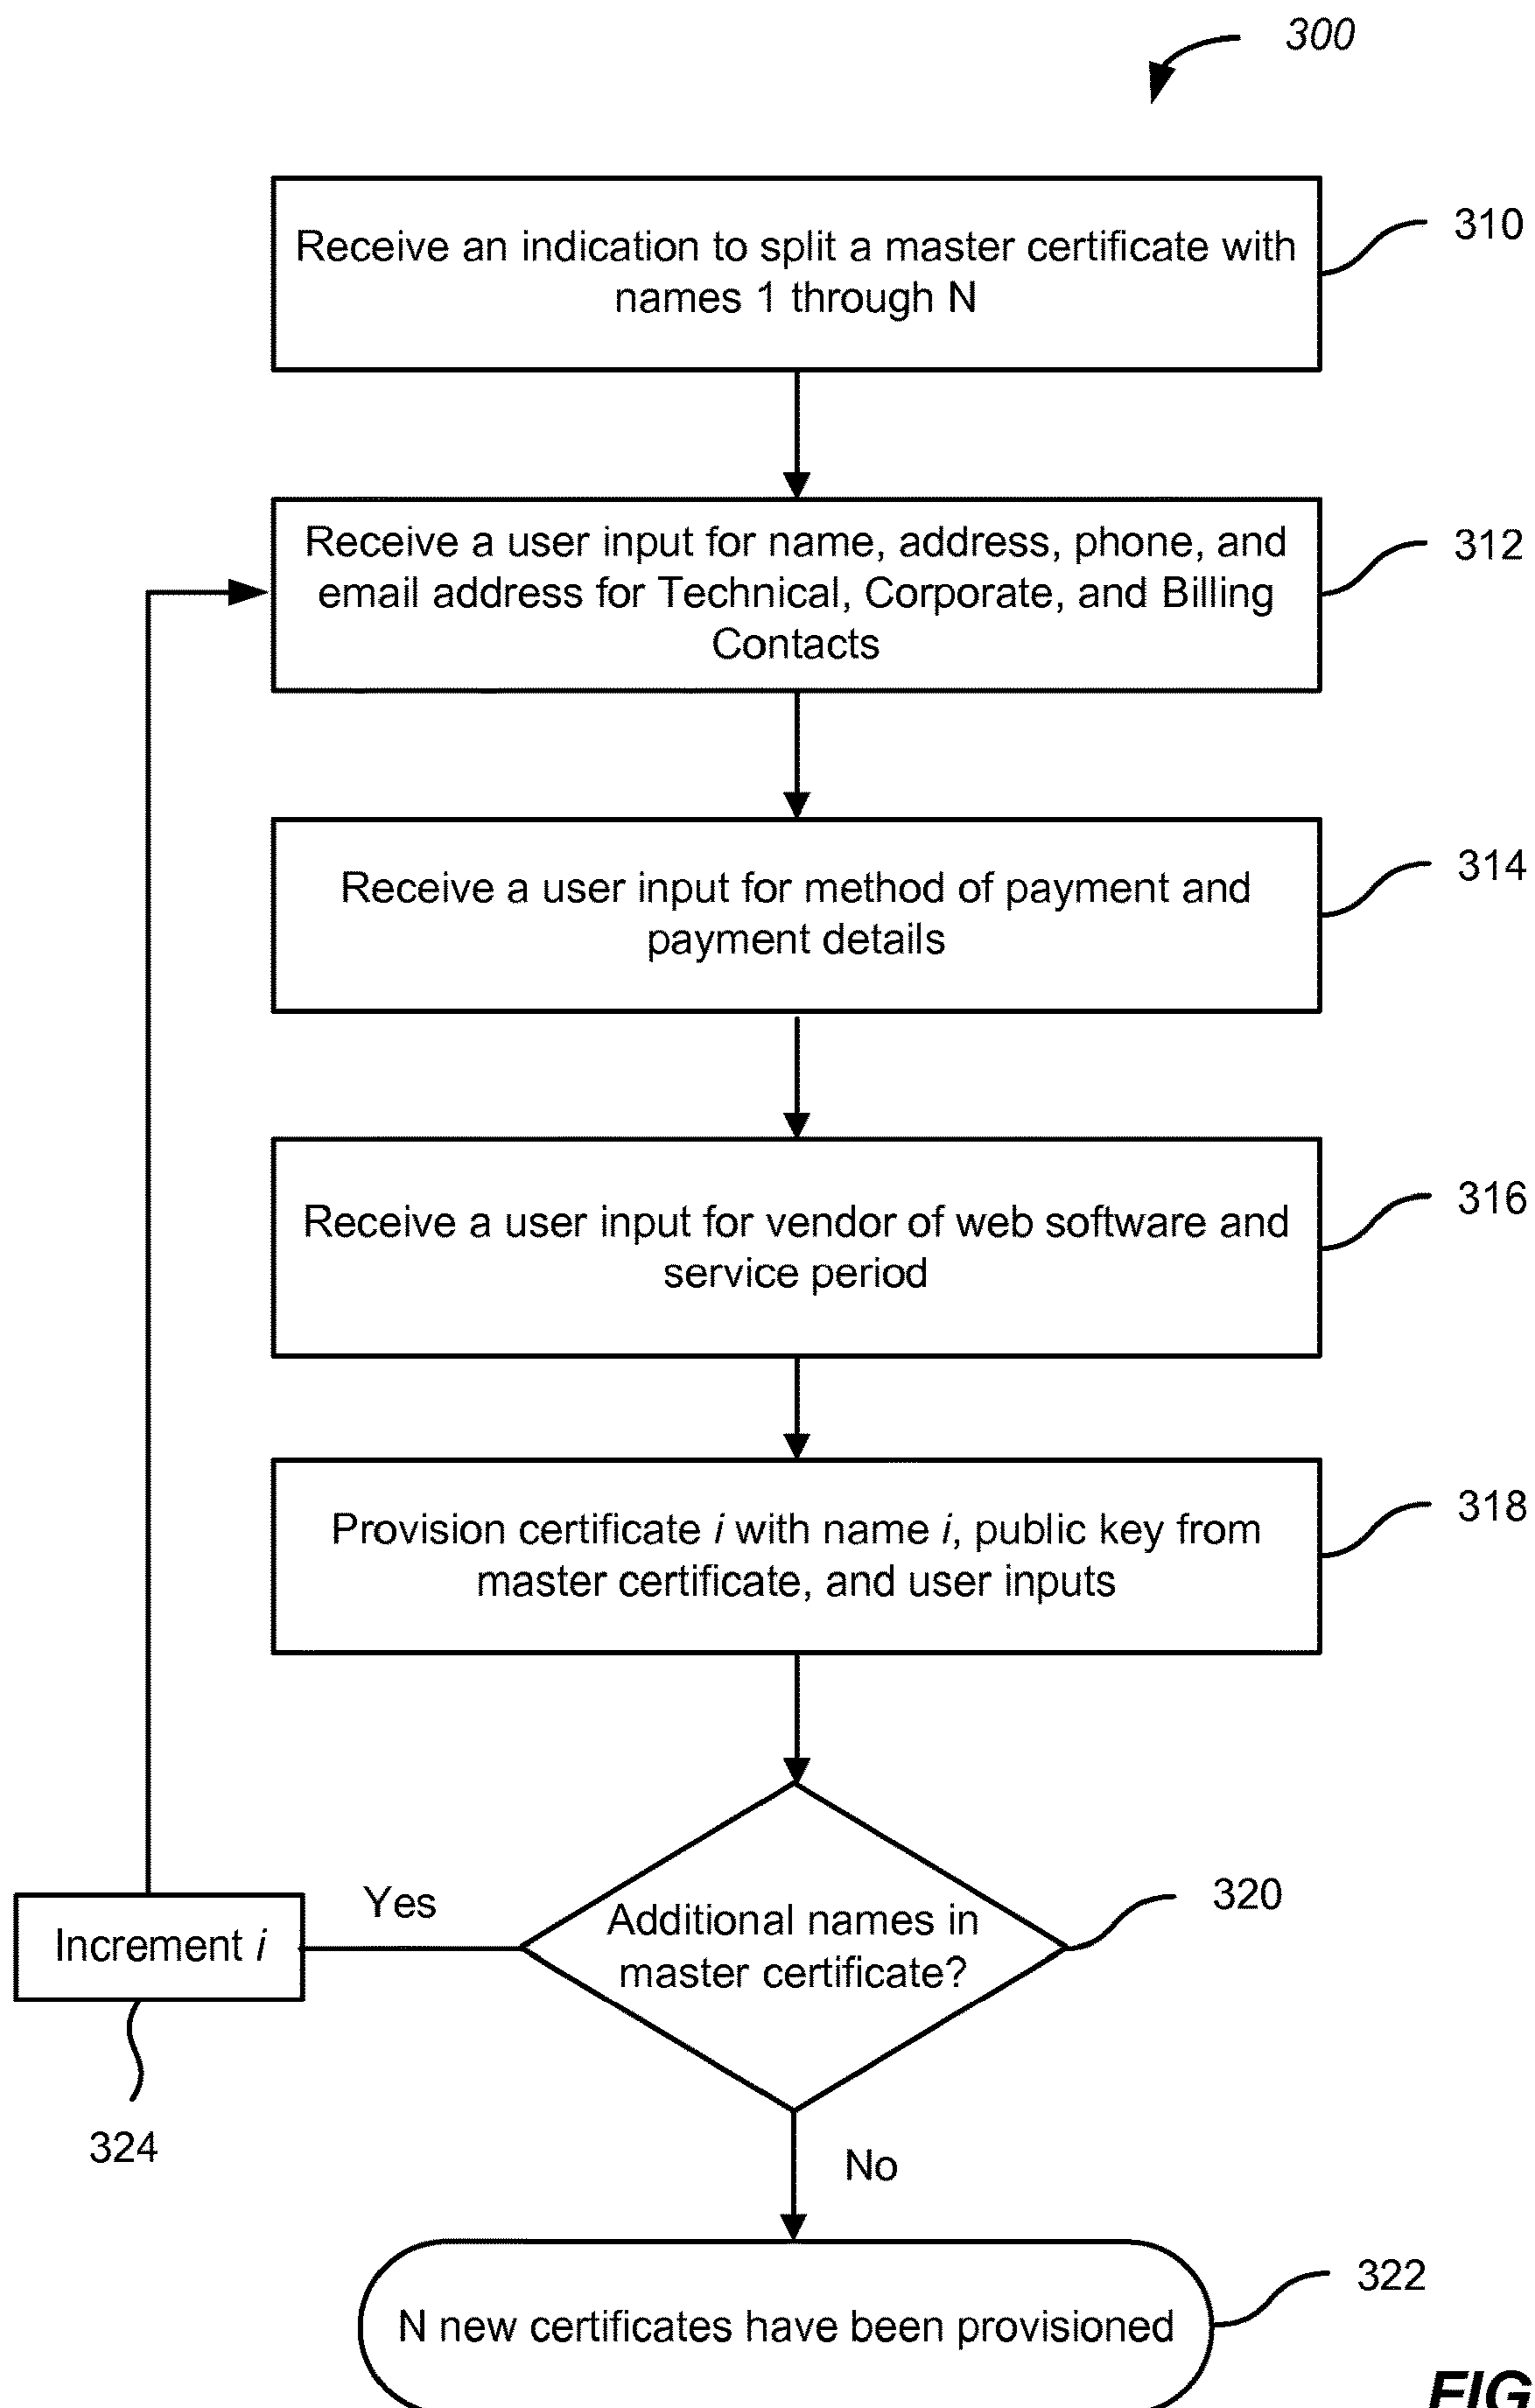 300
Receive an indication to split a master certificate with
names 1 through N
310
Receive a user input for name, address, phone, and
email address for Technical, Corporate, and Billing
Contacts
312
Receive a user input for method of payment and
payment details
314
Receive a user input for vendor of web software and
service period
316
Provision certificate i with name i, public key from
master certificate, and user inputs
318
Additional names in
master certificate?
320
Yes
Increment i
324
No
N new certificates have been provisioned
322
FIG